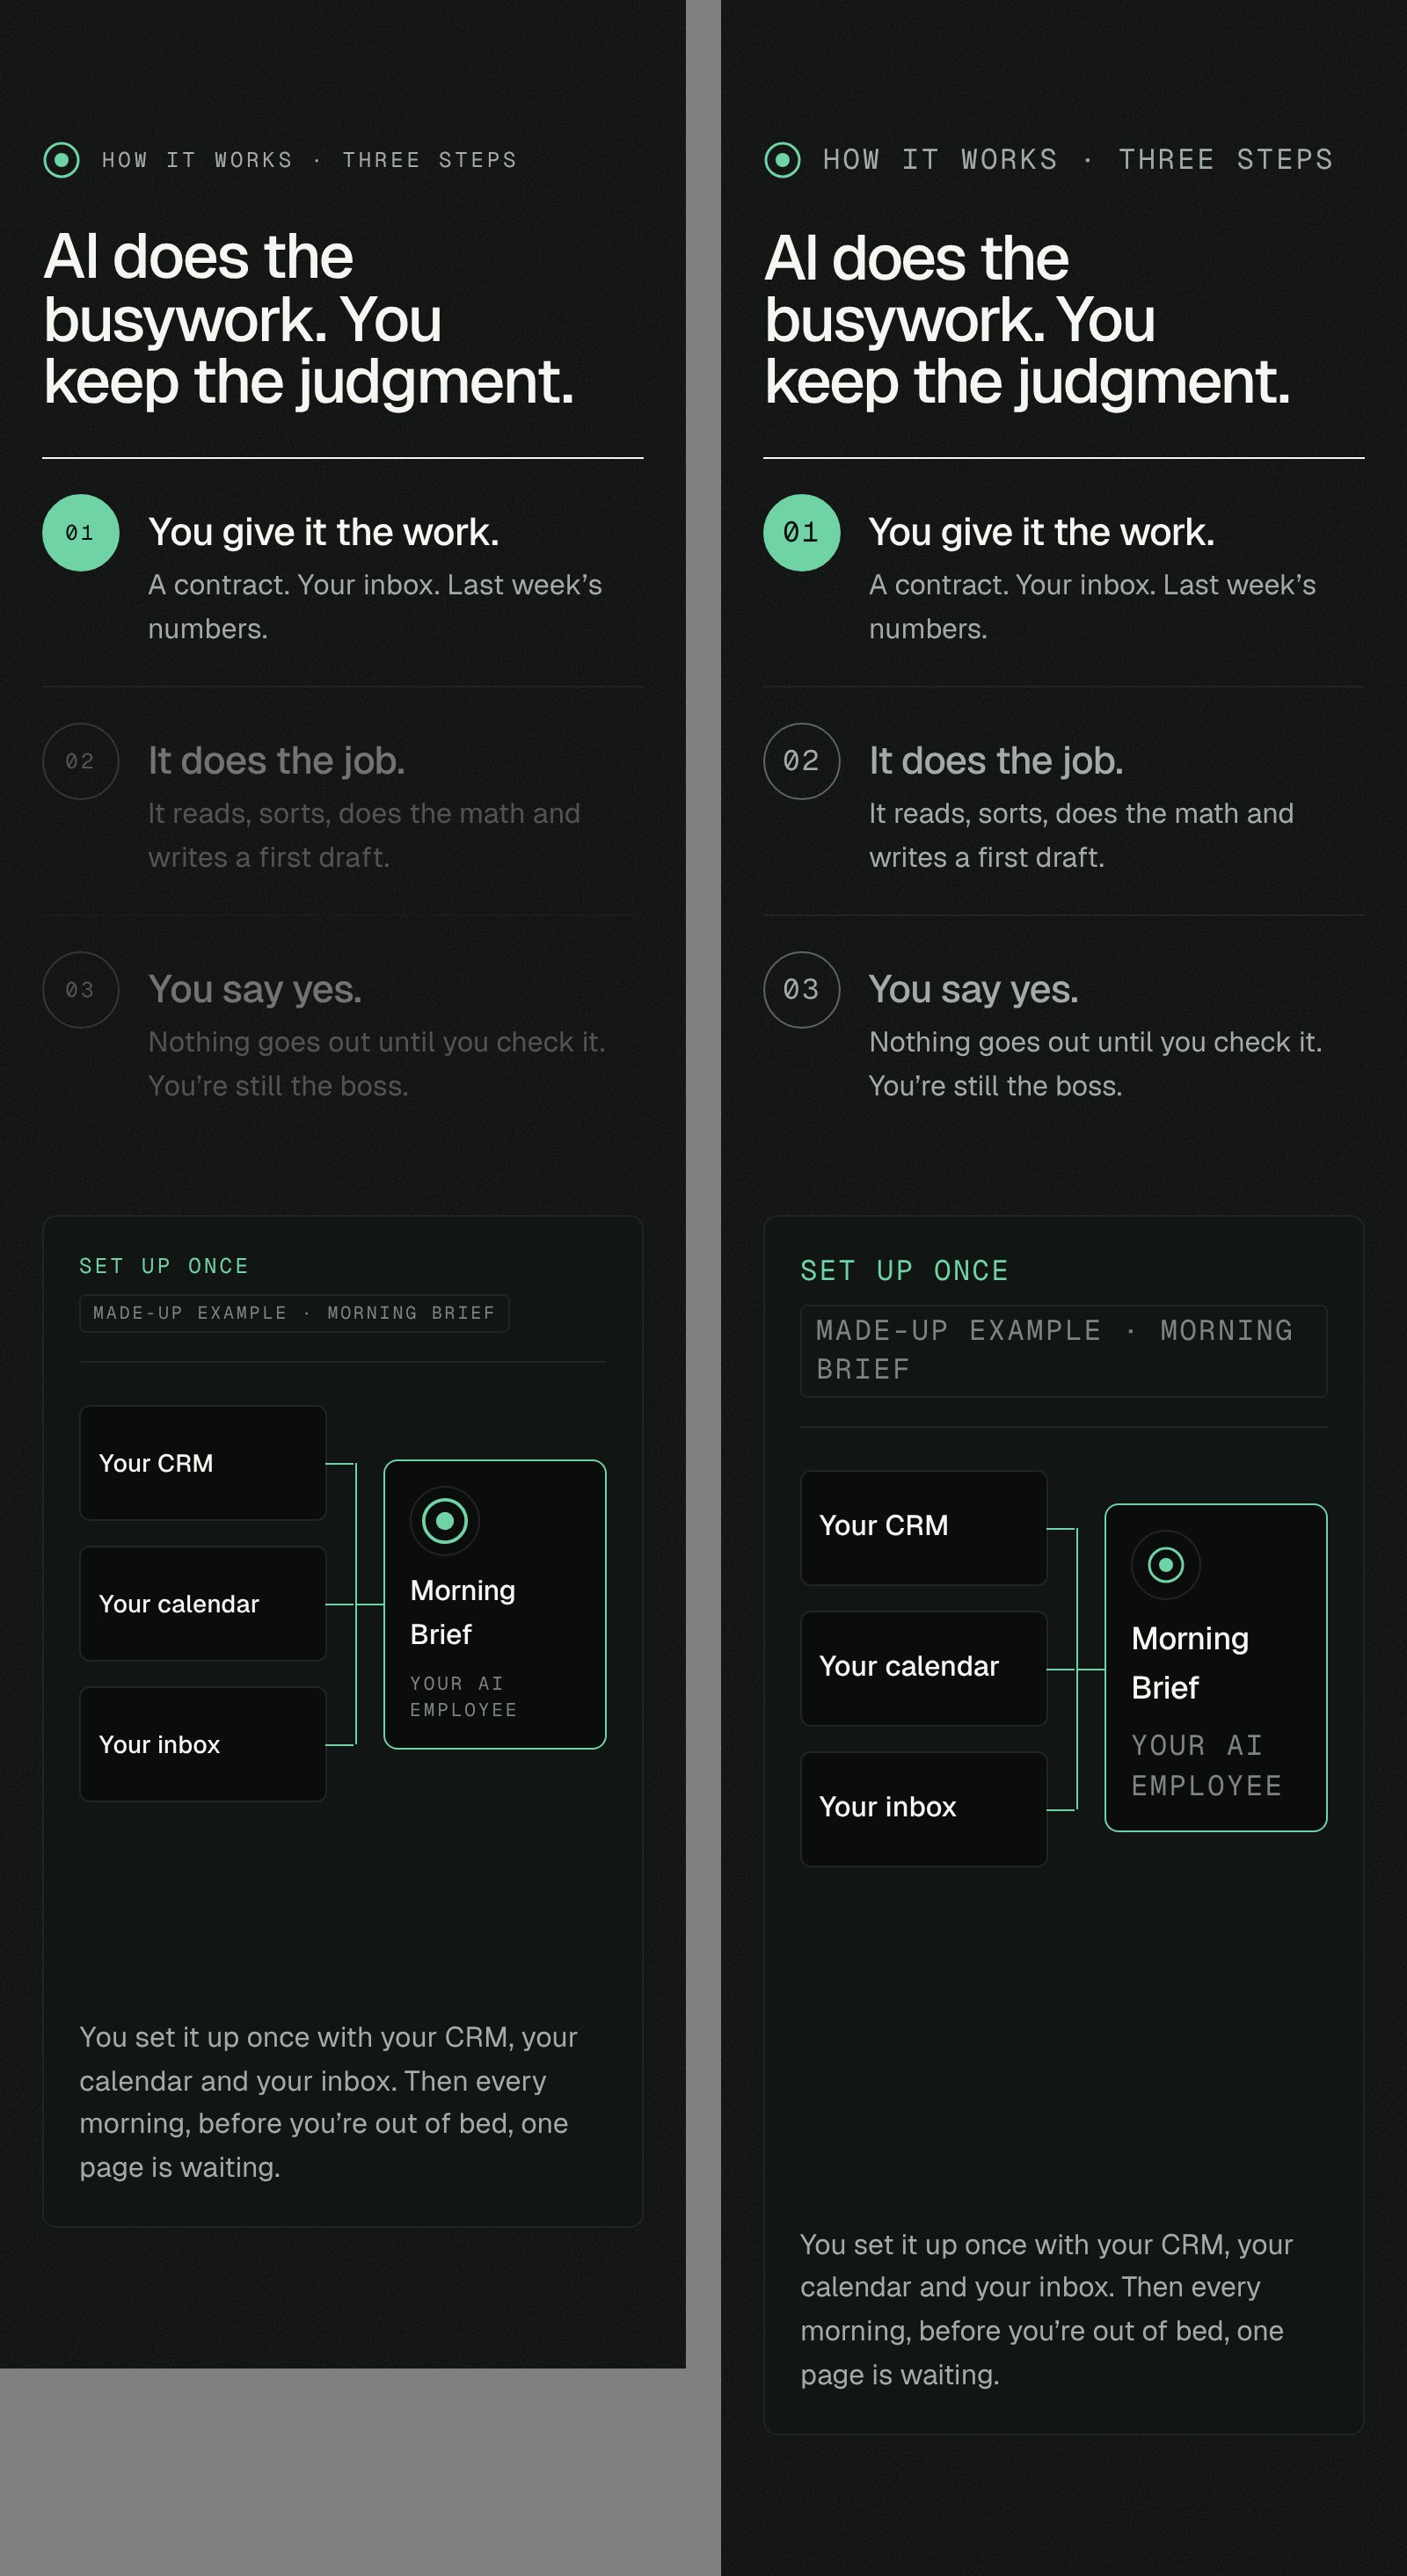 HOW IT WORKS · THREE STEPS
AI does the
busywork. You
keep the judgment.
01
You give it the work.
A contract. Your inbox. Last week’s
numbers.
02
It does the job.
It reads, sorts, does the math and
writes a first draft.
03
You say yes.
Nothing goes out until you check it.
You’re still the boss.
SET UP ONCE
MADE-UP EXAMPLE · MORNING BRIEF
Your CRM
Your calendar
Your inbox
Morning
Brief
YOUR AI
EMPLOYEE
You set it up once with your CRM, your
calendar and your inbox. Then every
morning, before you’re out of bed, one
page is waiting.
HOW IT WORKS · THREE STEPS
AI does the
busywork. You
keep the judgment.
01
You give it the work.
A contract. Your inbox. Last week’s
numbers.
02
It does the job.
It reads, sorts, does the math and
writes a first draft.
03
You say yes.
Nothing goes out until you check it.
You’re still the boss.
SET UP ONCE
MADE-UP EXAMPLE · MORNING
BRIEF
Your CRM
Your calendar
Your inbox
Morning
Brief
YOUR AI
EMPLOYEE
You set it up once with your CRM, your
calendar and your inbox. Then every
morning, before you’re out of bed, one
page is waiting.